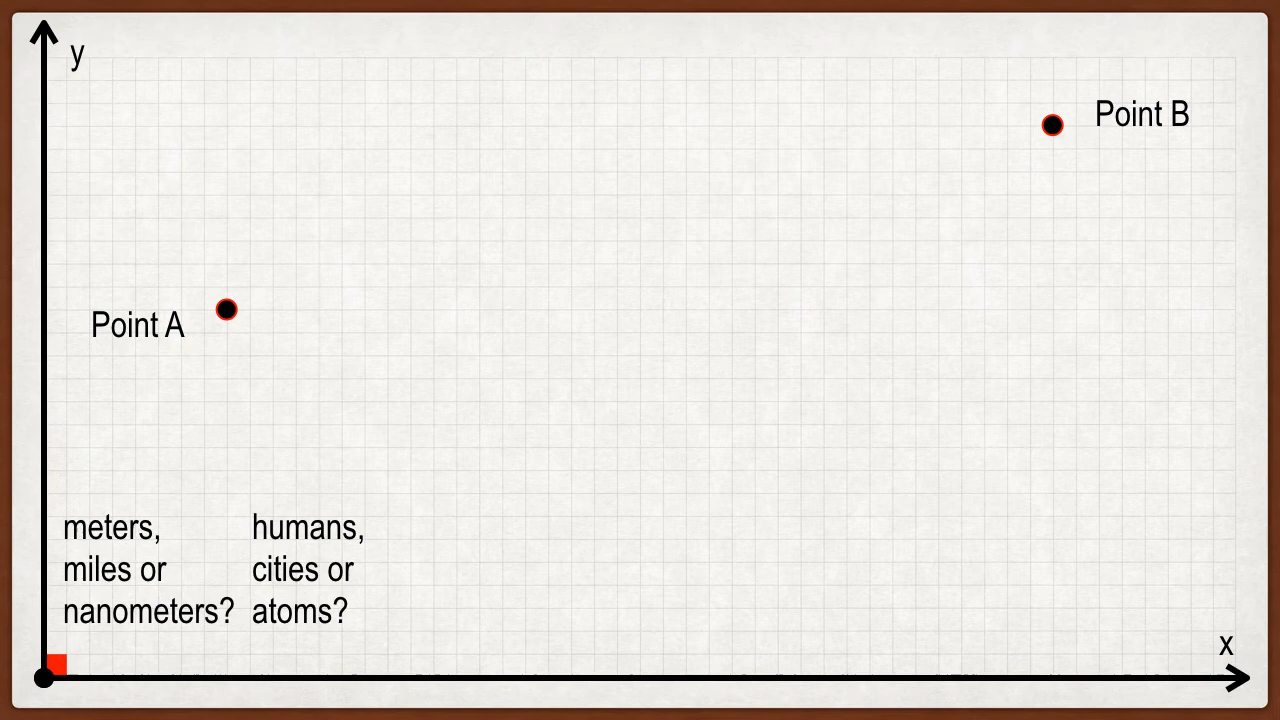 y
Point B
Point A
meters,
miles or
nanometers?
humans,
cities or
atoms?
x